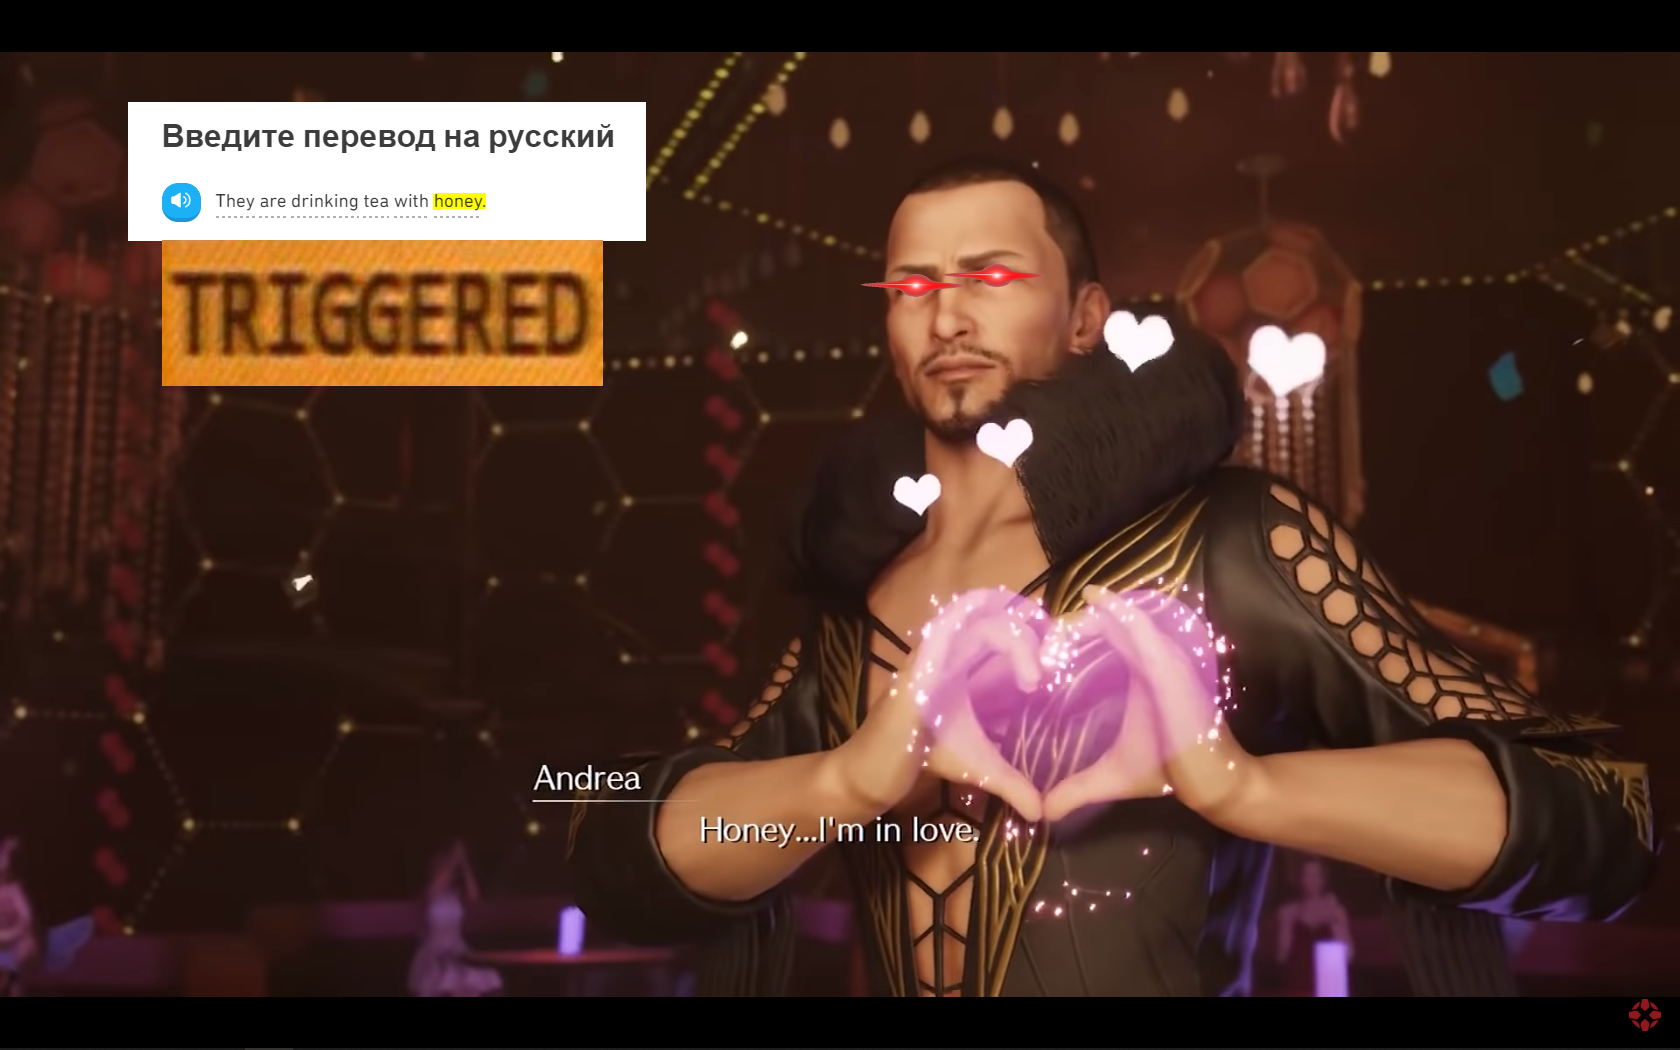 Введите перевод на русский
They are drinking tea with honey.
TRIGGERED
Andrea
Honey...I'm in love.